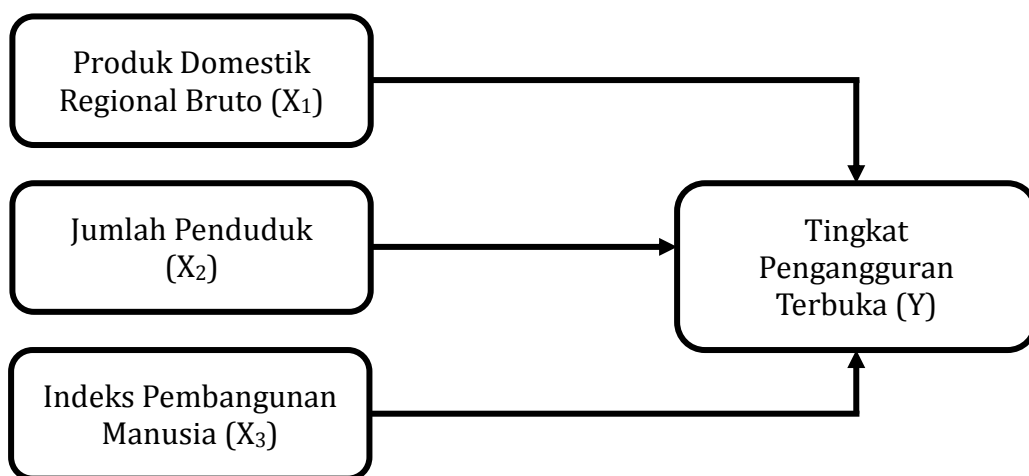 Produk Domestik
Regional Bruto (X₁)
Jumlah Penduduk
(X₂)
Indeks Pembangunan
Manusia (X₃)
Tingkat
Pengangguran
Terbuka (Y)